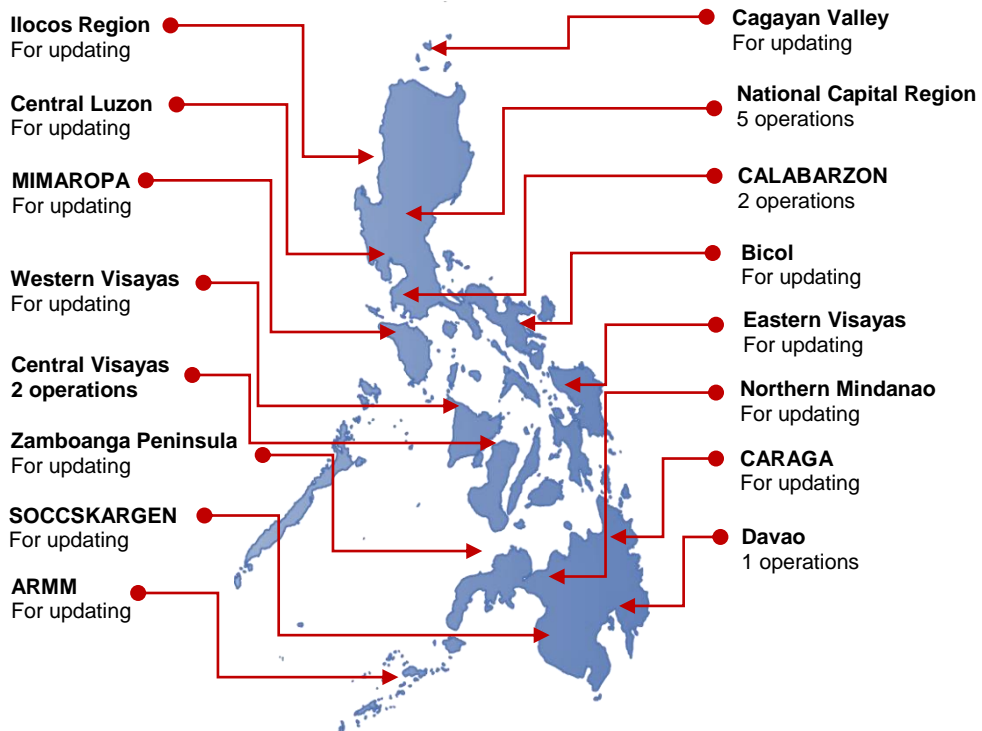 Ilocos Region
For updating
Central Luzon
For updating
MIMAROPA
For updating
Western Visayas
For updating
Central Visayas
2 operations
Zamboanga Peninsula
For updating
SOCCSKARGEN
For updating
ARMM
For updating
Cagayan Valley
For updating
National Capital Region
5 operations
CALABARZON
2 operations
Bicol
For updating
Eastern Visayas
For updating
Northern Mindanao
For updating
CARAGA
For updating
Davao
1 operations